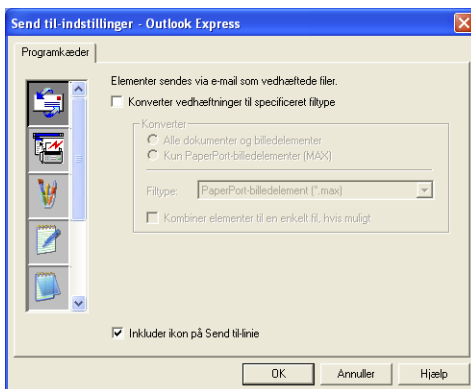 Send til-indstillinger - Outlook Express
Programkæder
Elementer sendes via e-mail som vedhæftede filer.
Konverter vedhæftninger til specificeret filtype
Konverter
Alle dokumenter og billedelementer
Kun PaperPort-billedelementer (MAX)
Filtype: PaperPort-billedelement (*.max)
Kombiner elementer til en enkelt fil, hvis muligt
Inkluder ikon på Send til-linie
OK Annuller Hjælp